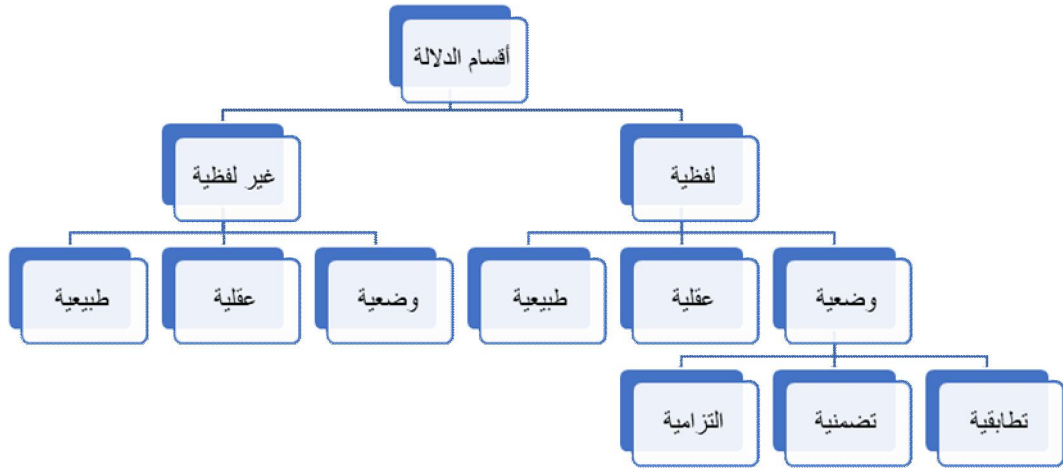 أقسام الدلالة
لفظية
غير لفظية
وضعية
عقلية
طبيعية
وضعية
عقلية
طبيعية
تطابقية
تضمنية
التزامية